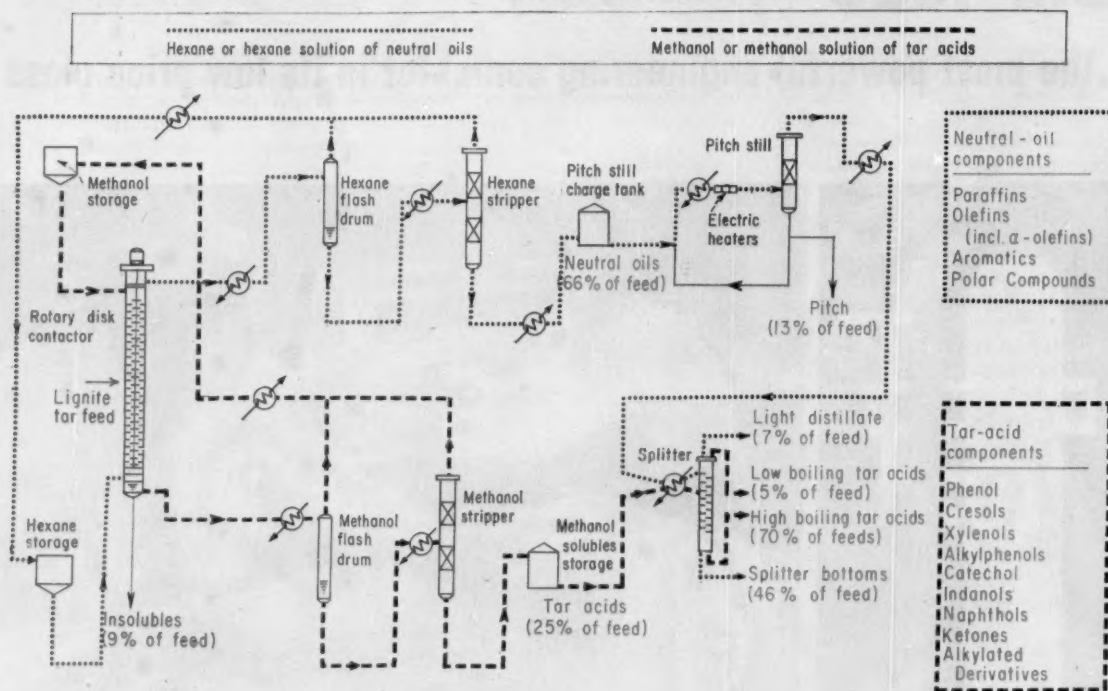 Hexane or hexane solution of neutral oils
Methanol or methanol solution of tar acids
Methanol
storage
Hexane
flash
drum
Hexane
stripper
Pitch still
charge tank
Pitch still
Electric
heaters
Neutral oils
(66% of feed)
Pitch
(13% of feed)
Neutral-oil
components
Paraffins
Olefins
(incl. α-olefins)
Aromatics
Polar Compounds
Rotary disk
contactor
Lignite
tar feed
Hexane
storage
Insolubles
(9% of feed)
Methanol
flash
drum
Methanol
stripper
Methanol
solubles
storage
Tar acids
(25% of feed)
Splitter
Light distillate
(7% of feed)
Low boiling tar acids
(5% of feed)
High boiling tar acids
(70% of feeds)
Splitter bottoms
(46% of feed)
Tar-acid
components
Phenol
Cresols
Xylenols
Alkylphenols
Catechol
Indanols
Naphthols
Ketones
Alkylated
Derivatives